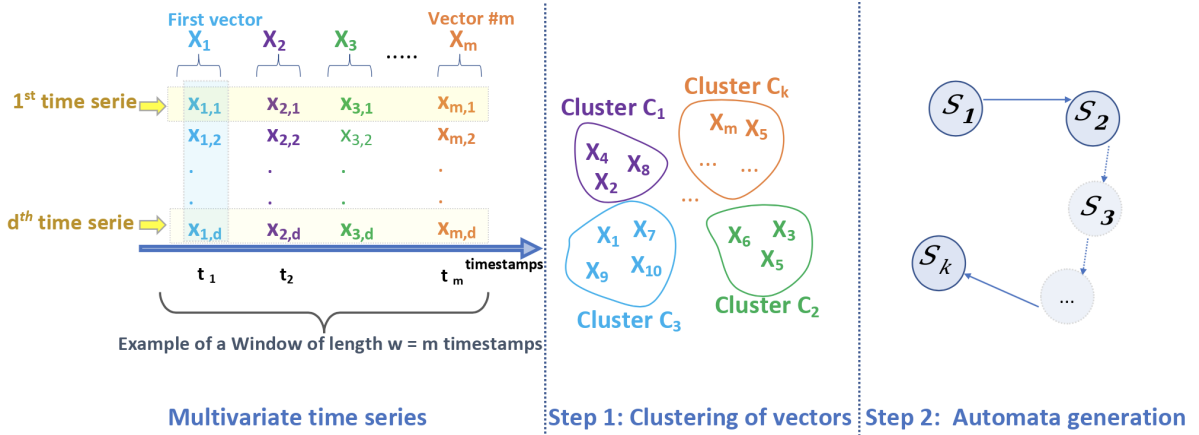 First vector Vector #m
X1 X2 X3 ..... Xm
1st time serie x1,1 x2,1 x3,1 xm,1
x1,2 x2,2 x3,2 xm,2
. . . .
. . . .
dth time serie x1,d x2,d x3,d xm,d
timestamps
t 1 t2 t m
Example of a Window of length w = m timestamps
Multivariate time series
Cluster C1
X4 X8
X2
Cluster Ck
Xm X5
... ...
...
X1 X7
X9 X10
Cluster C3
X6 X3
X5
Cluster C2
Step 1: Clustering of vectors
S1 S2
S3
Sk
...
Step 2: Automata generation